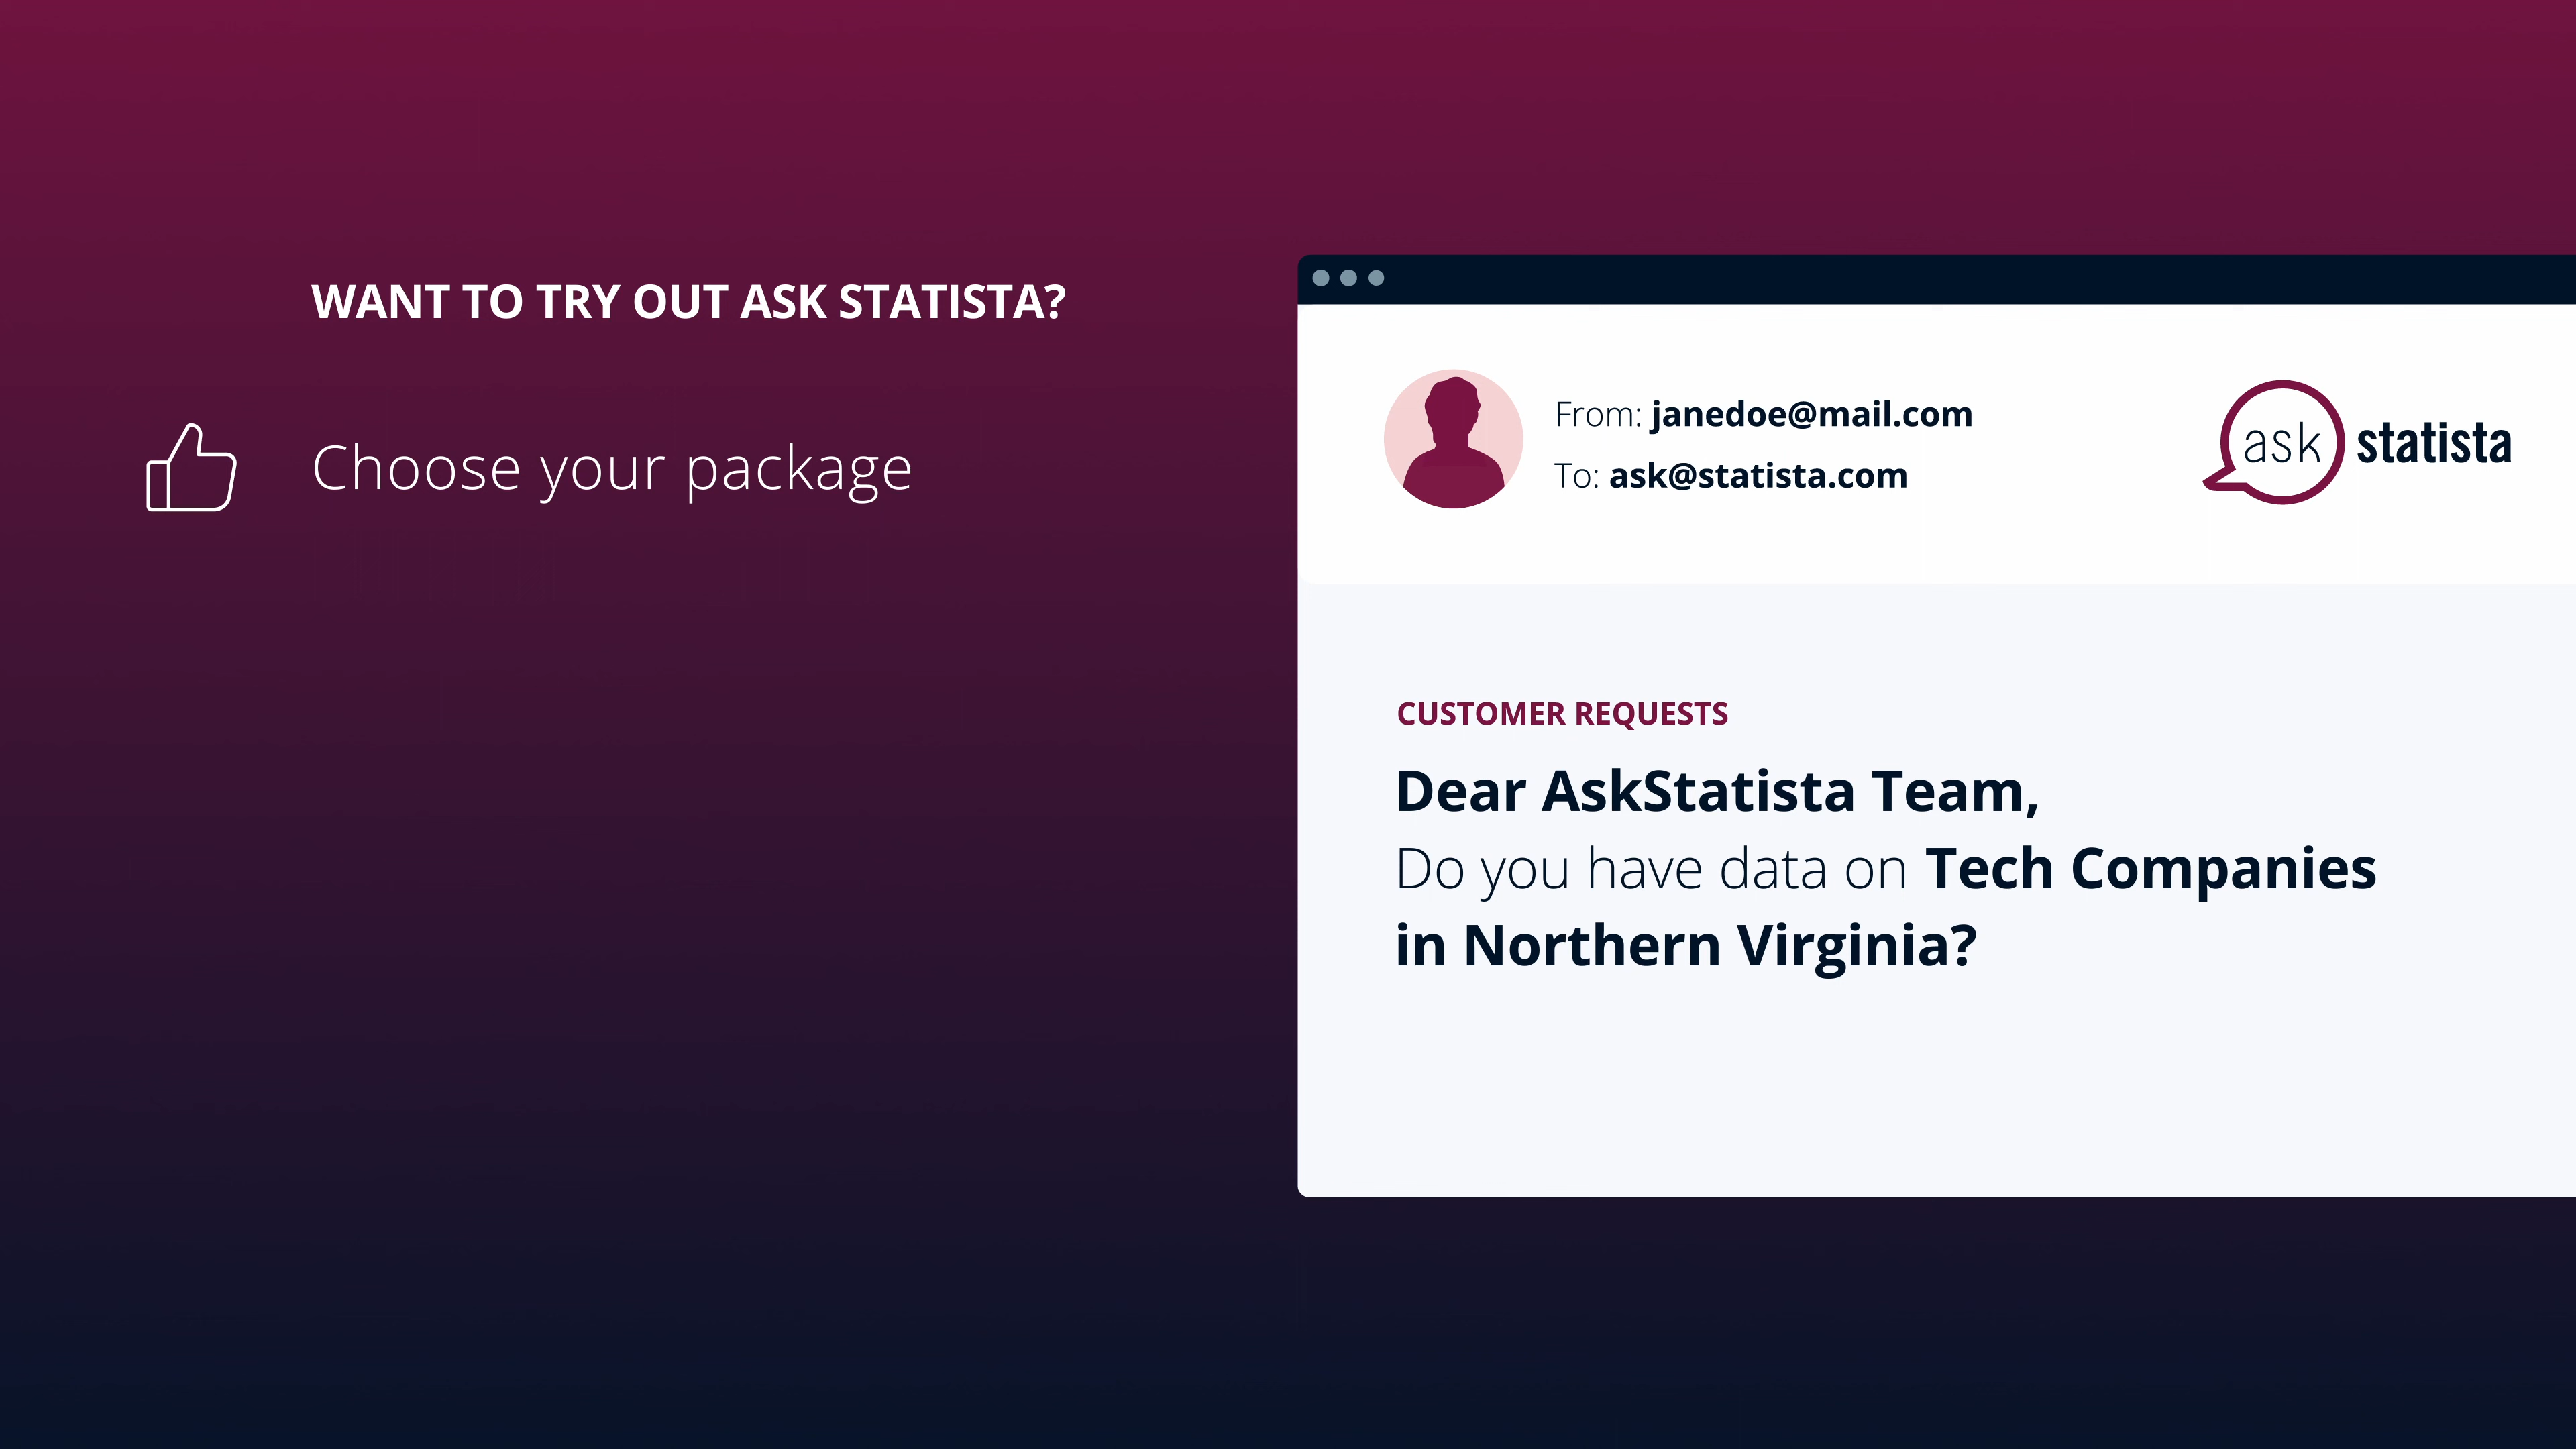 WANT TO TRY OUT ASK STATISTA?
Choose your package
From: janedoe@mail.com
To: ask@statista.com
ask statista
CUSTOMER REQUESTS
Dear AskStatista Team,
Do you have data on Tech Companies
in Northern Virginia?